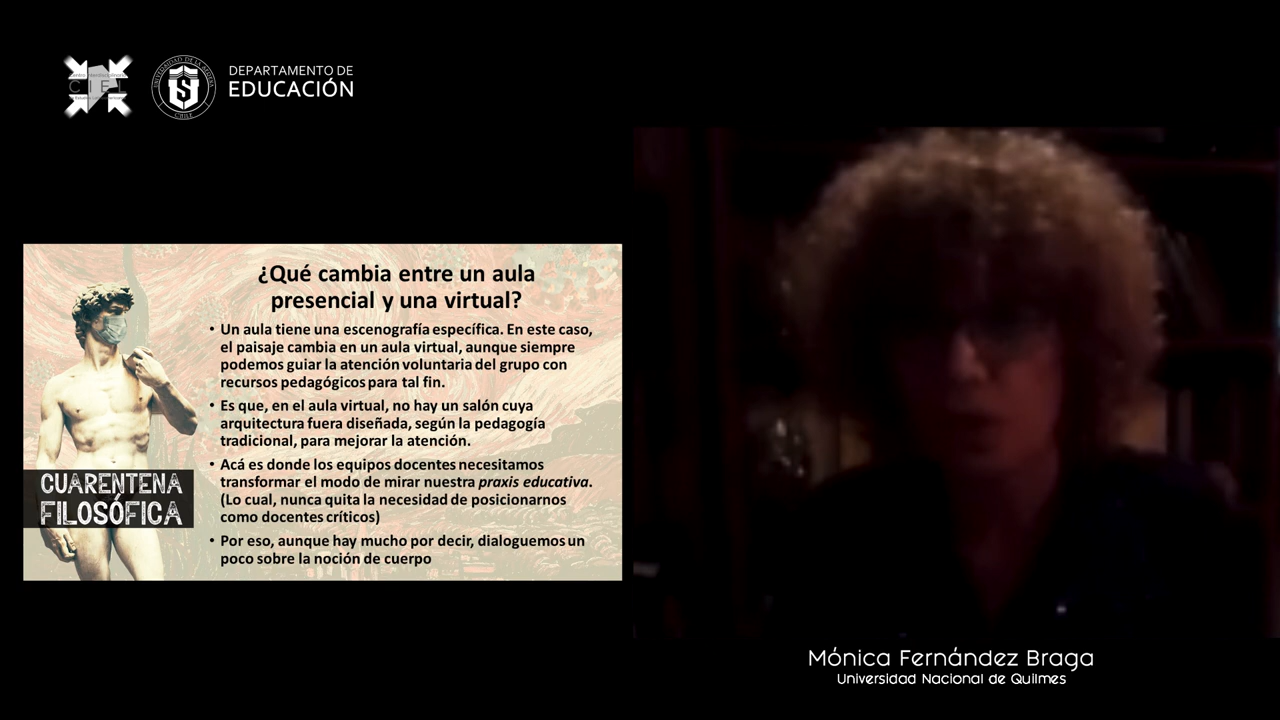 CIEL
UNIVERSIDAD DE LA SERENA
CHILE
DEPARTAMENTO DE
EDUCACIÓN
¿Qué cambia entre un aula
presencial y una virtual?
• Un aula tiene una escenografía específica. En este caso,
el paisaje cambia en un aula virtual, aunque siempre
podemos guiar la atención voluntaria del grupo con
recursos pedagógicos para tal fin.
• Es que, en el aula virtual, no hay un salón cuya
arquitectura fuera diseñada, según la pedagogía
tradicional, para mejorar la atención.
• Acá es donde los equipos docentes necesitamos
transformar el modo de mirar nuestra praxis educativa.
(Lo cual, nunca quita la necesidad de posicionarnos
como docentes críticos)
• Por eso, aunque hay mucho por decir, dialoguemos un
poco sobre la noción de cuerpo
CUARENTENA
FILOSÓFICA
Mónica Fernández Braga
Universidad Nacional de Quilmes